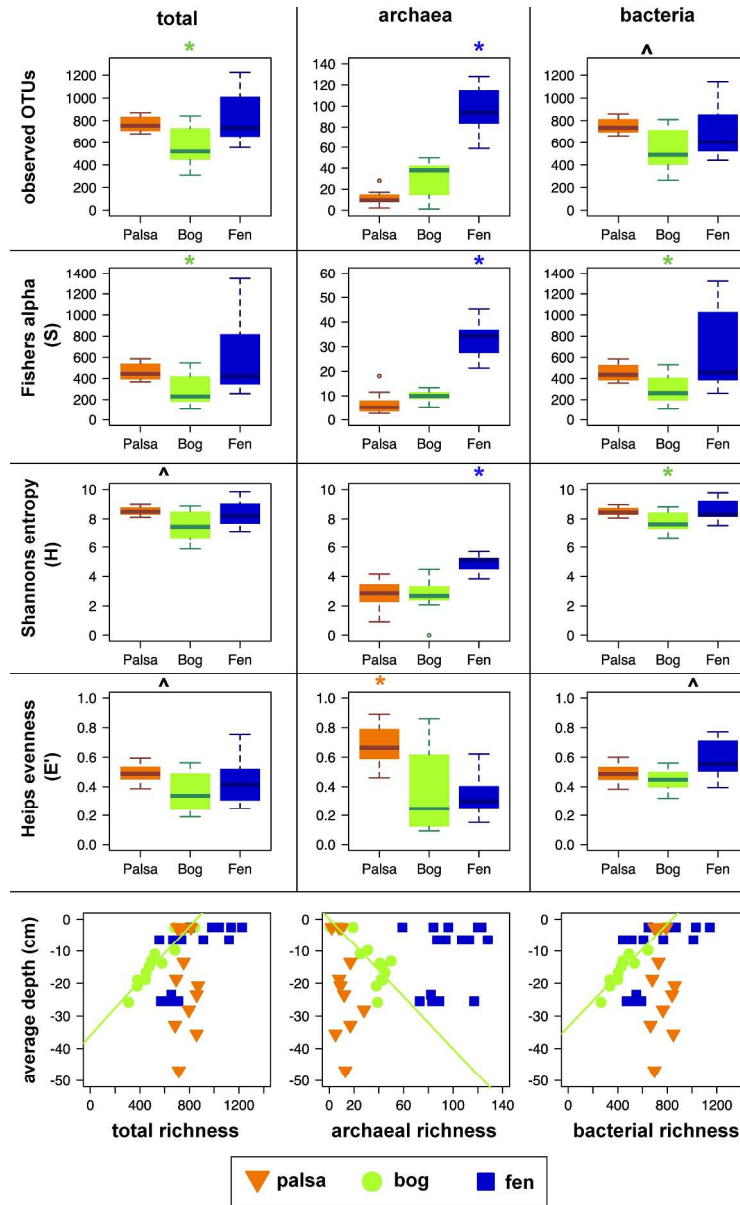 total archaea bacteria
* * ^
observed OTUs
1200 1000 800 600 400 200 0
140 120 100 80 60 40 20 0
1200 1000 800 600 400 200 0
Palsa Bog Fen Palsa Bog Fen Palsa Bog Fen
* * *
Fishers alpha
(S)
1400 1200 1000 800 600 400 200 0
60 50 40 30 20 10 0
1400 1200 1000 800 600 400 200 0
Palsa Bog Fen Palsa Bog Fen Palsa Bog Fen
^ * *
Shannons entropy
(H)
10 8 6 4 2 0
10 8 6 4 2 0
10 8 6 4 2 0
Palsa Bog Fen Palsa Bog Fen Palsa Bog Fen
^ * ^
Heips evenness
(E')
1.0 0.8 0.6 0.4 0.2 0.0
1.0 0.8 0.6 0.4 0.2 0.0
1.0 0.8 0.6 0.4 0.2 0.0
Palsa Bog Fen Palsa Bog Fen Palsa Bog Fen
average depth (cm)
0 -10 -20 -30 -40 -50
0 -10 -20 -30 -40 -50
0 -10 -20 -30 -40 -50
0 400 800 1200
0 20 60 100 140
0 400 800 1200
total richness archaeal richness bacterial richness
palsa bog fen